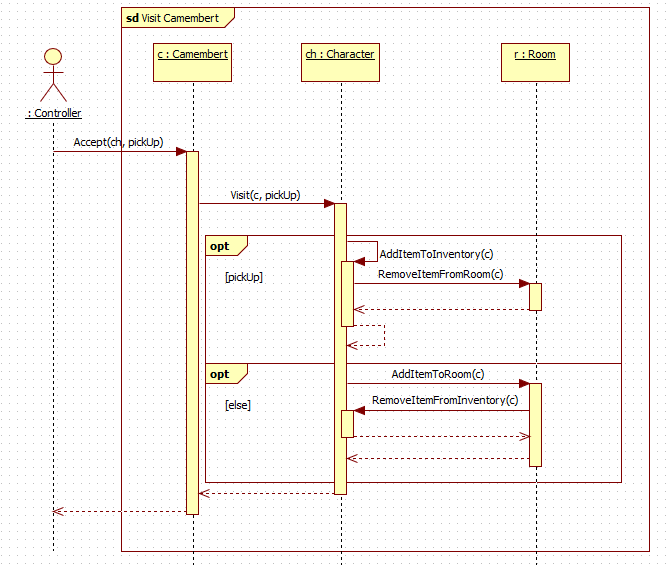 sd Visit Camembert
c : Camembert
ch : Character
r : Room
: Controller
Accept(ch, pickUp)
Visit(c, pickUp)
opt
AddItemToInventory(c)
[pickUp]
RemoveItemFromRoom(c)
opt
AddItemToRoom(c)
[else]
RemoveItemFromInventory(c)